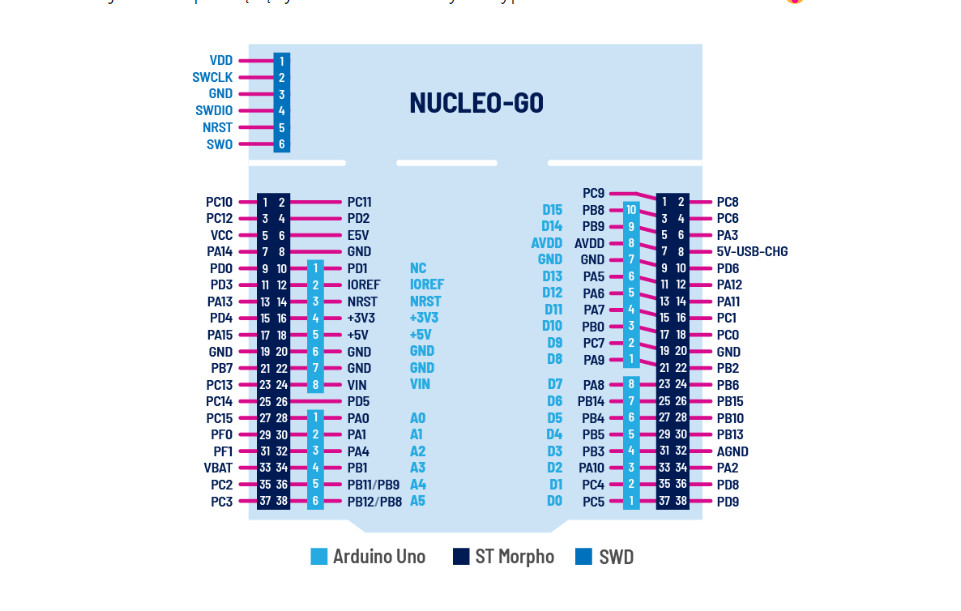 VDD 1
SWCLK 2
GND 3
SWDIO 4
NRST 5
SWO 6
NUCLEO-GO
PC10 1 2 PC11
PC12 3 4 PD2
VCC 5 6 E5V
PA14 7 8 GND
PD0 9 10 1 PD1 NC
PD3 11 12 2 IOREF IOREF
PA13 13 14 3 NRST NRST
PD4 15 16 4 +3V3 +3V3
PA15 17 18 5 +5V +5V
GND 19 20 6 GND GND
PB7 21 22 7 GND GND
PC13 23 24 8 VIN VIN
PC14 25 26 PD5
PC15 27 28 1 PA0 A0
PF0 29 30 2 PA1 A1
PF1 31 32 3 PA4 A2
VBAT 33 34 4 PB1 A3
PC2 35 36 5 PB11/PB9 A4
PC3 37 38 6 PB12/PB8 A5
PC9 1 2 PC8
D15 PB8 10 3 4 PC6
D14 PB9 9 5 6 PA3
AVDD AVDD 8 7 8 5V-USB-CHG
GND GND 7 9 10 PD6
D13 PA5 6 11 12 PA12
D12 PA6 5 13 14 PA11
D11 PA7 4 15 16 PC1
D10 PB0 3 17 18 PC0
D9 PC7 2 19 20 GND
D8 PA9 1 21 22 PB2
D7 PA8 8 23 24 PB6
D6 PB14 7 25 26 PB15
D5 PB4 6 27 28 PB10
D4 PB5 5 29 30 PB13
D3 PB3 4 31 32 AGND
D2 PA10 3 33 34 PA2
D1 PC4 2 35 36 PD8
D0 PC5 1 37 38 PD9
Arduino Uno ST Morpho SWD